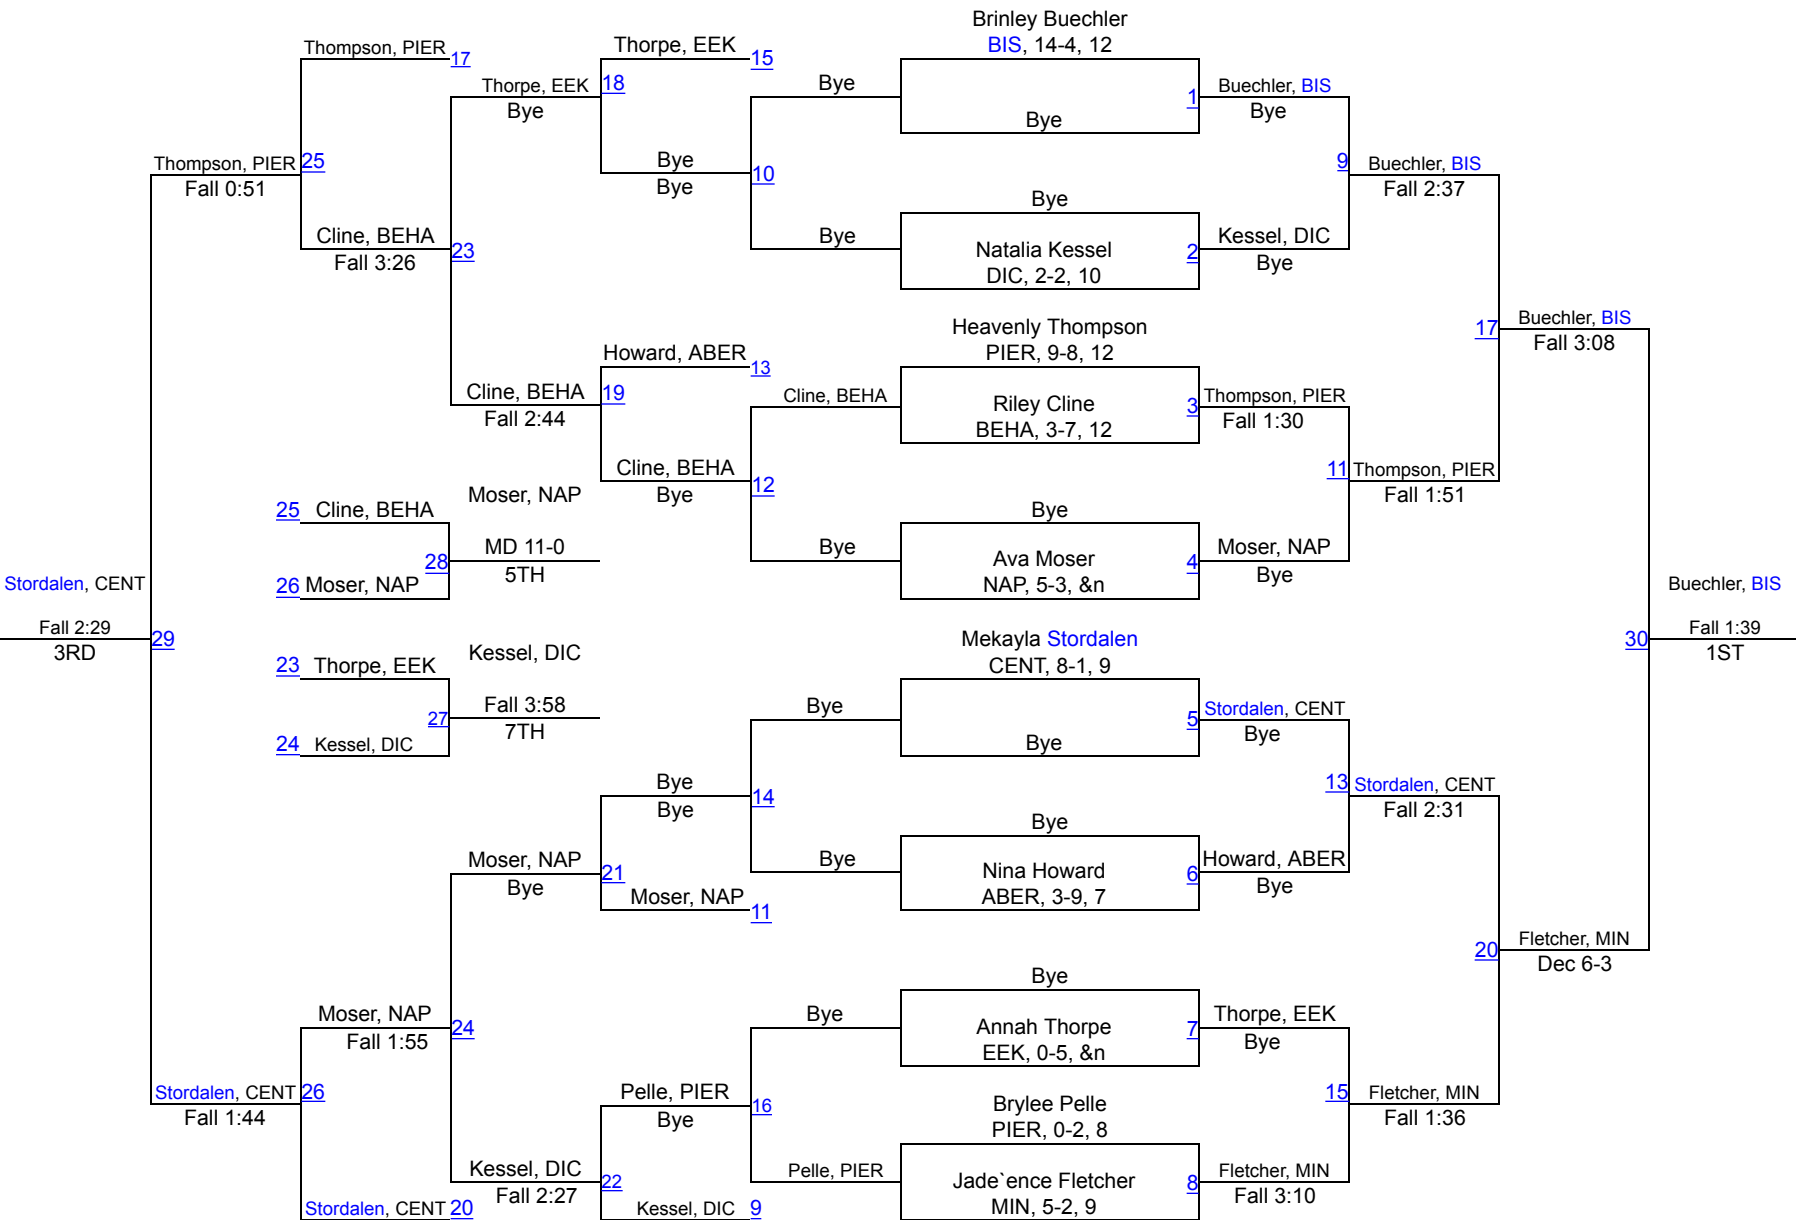 Brinley Buechler
BIS, 14-4, 12
Thompson, PIER
17
Thorpe, EEK
15
Thorpe, EEK
18
Bye
Bye
1
Buechler, BIS
Bye
Bye
Thompson, PIER
25
Fall 0:51
Bye
10
Bye
9
Buechler, BIS
Fall 2:37
Cline, BEHA
23
Fall 3:26
Bye
Bye
Natalia Kessel
DIC, 2-2, 10
2
Kessel, DIC
Bye
Heavenly Thompson
PIER, 9-8, 12
17
Buechler, BIS
Fall 3:08
Howard, ABER
13
Cline, BEHA
19
Fall 2:44
Cline, BEHA
Riley Cline
BEHA, 3-7, 12
3
Thompson, PIER
Fall 1:30
Cline, BEHA
12
Bye
11
Thompson, PIER
Fall 1:51
25
Cline, BEHA
Moser, NAP
28
MD 11-0
5TH
26
Moser, NAP
Bye
Bye
Ava Moser
NAP, 5-3, &n
4
Moser, NAP
Bye
Stordalen, CENT
Fall 2:29
3RD
29
Buechler, BIS
30
Fall 1:39
1ST
23
Thorpe, EEK
Kessel, DIC
27
Fall 3:58
7TH
24
Kessel, DIC
Mekayla Stordalen
CENT, 8-1, 9
Bye
Bye
5
Stordalen, CENT
Bye
Bye
14
Bye
13
Stordalen, CENT
Fall 2:31
Moser, NAP
21
Bye
Moser, NAP
11
Bye
Bye
Nina Howard
ABER, 3-9, 7
6
Howard, ABER
Bye
20
Fletcher, MIN
Dec 6-3
Moser, NAP
24
Fall 1:55
Bye
Bye
Annah Thorpe
EEK, 0-5, &n
7
Thorpe, EEK
Bye
Stordalen, CENT
26
Fall 1:44
Pelle, PIER
16
Bye
Brylee Pelle
PIER, 0-2, 8
15
Fletcher, MIN
Fall 1:36
Kessel, DIC
22
Fall 2:27
Pelle, PIER
Jade`ence Fletcher
MIN, 5-2, 9
8
Fletcher, MIN
Fall 3:10
Stordalen, CENT
20
Kessel, DIC
9